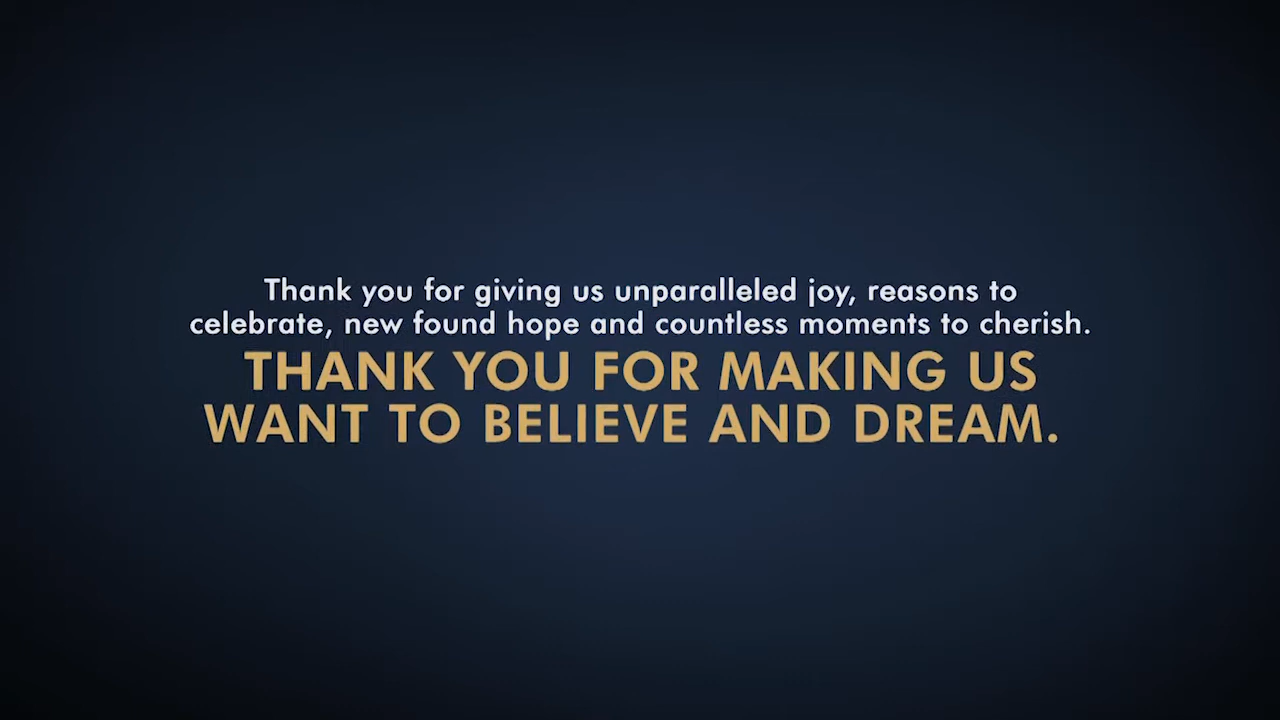 Thank you for giving us unparalleled joy, reasons to
celebrate, new found hope and countless moments to cherish.
THANK YOU FOR MAKING US
WANT TO BELIEVE AND DREAM.